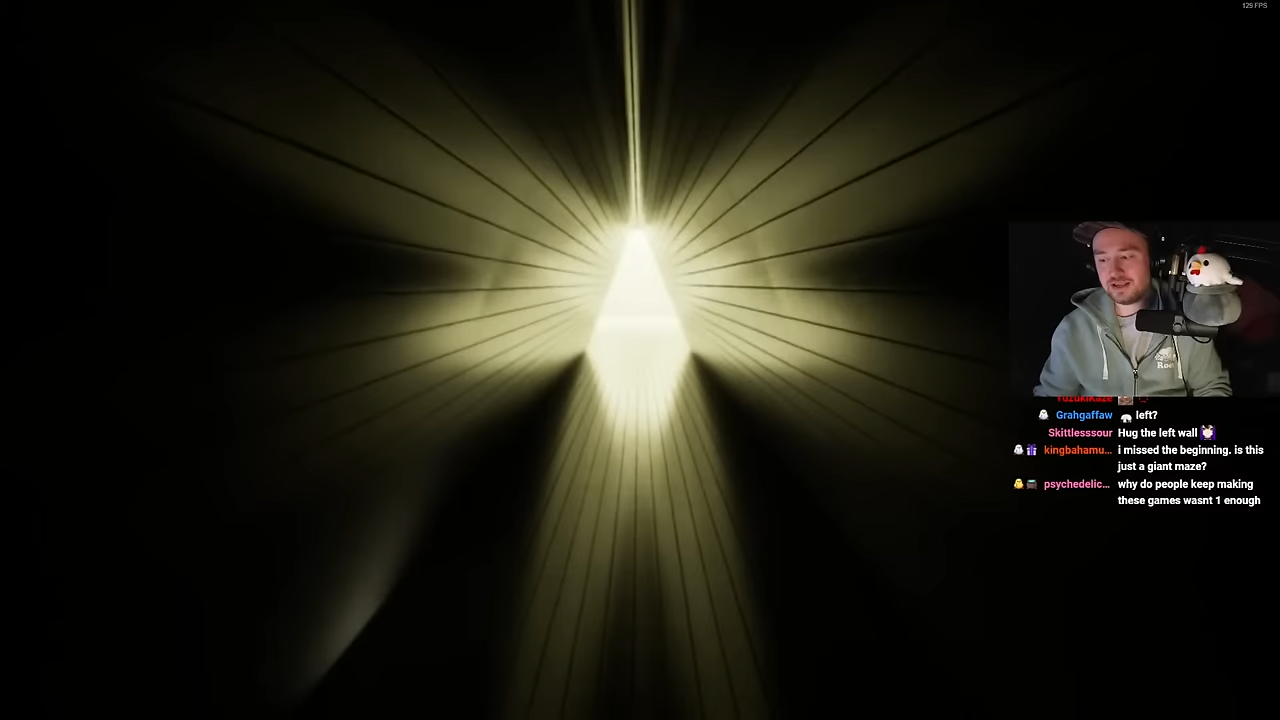 129 FPS
YuzukiKaze
Grahgaffaw left?
Skittlesssour Hug the left wall
kingbahamu... i missed the beginning. is this
just a giant maze?
psychedelic... why do people keep making
these games wasnt 1 enough